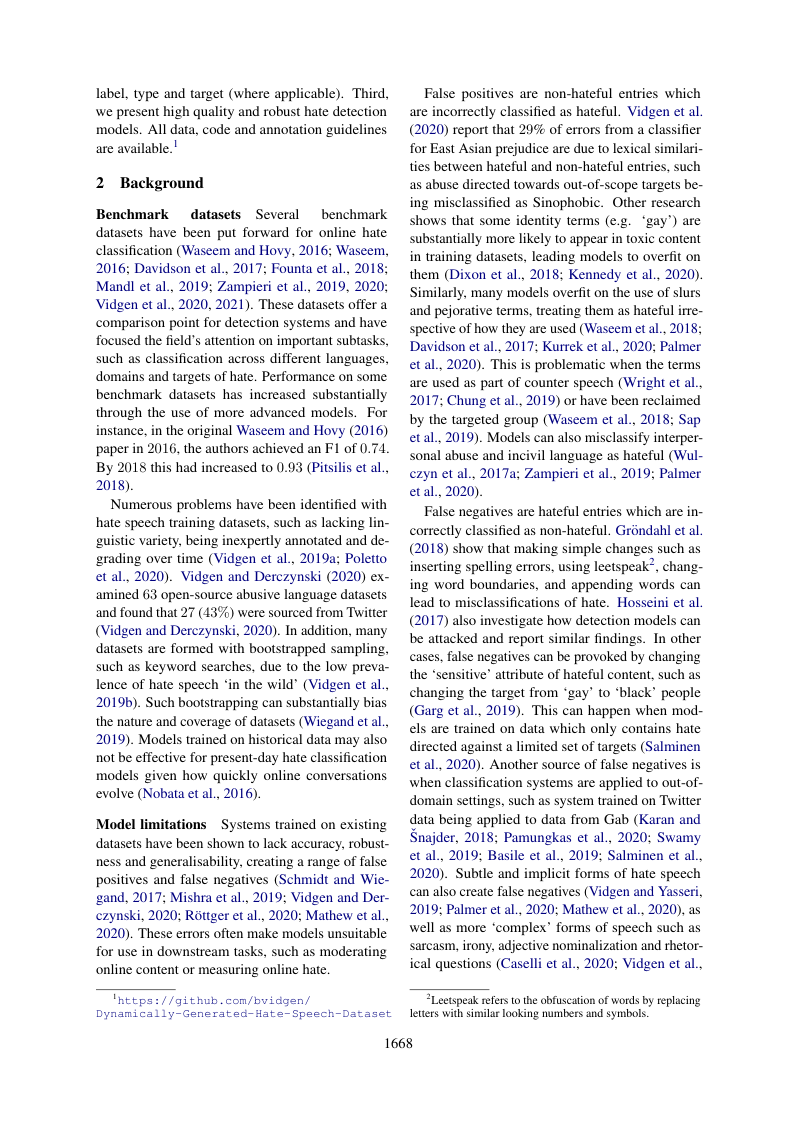 label, type and target (where applicable). Third,
we present high quality and robust hate detection
models. All data, code and annotation guidelines
are available.1
2 Background
Benchmark datasets Several benchmark
datasets have been put forward for online hate
classification (Waseem and Hovy, 2016; Waseem,
2016; Davidson et al., 2017; Founta et al., 2018;
Mandl et al., 2019; Zampieri et al., 2019, 2020;
Vidgen et al., 2020, 2021). These datasets offer a
comparison point for detection systems and have
focused the field's attention on important subtasks,
such as classification across different languages,
domains and targets of hate. Performance on some
benchmark datasets has increased substantially
through the use of more advanced models. For
instance, in the original Waseem and Hovy (2016)
paper in 2016, the authors achieved an F1 of 0.74.
By 2018 this had increased to 0.93 (Pitsilis et al.,
2018).
Numerous problems have been identified with
hate speech training datasets, such as lacking lin-
guistic variety, being inexpertly annotated and de-
grading over time (Vidgen et al., 2019a; Poletto
et al., 2020). Vidgen and Derczynski (2020) ex-
amined 63 open-source abusive language datasets
and found that 27 (43%) were sourced from Twitter
(Vidgen and Derczynski, 2020). In addition, many
datasets are formed with bootstrapped sampling,
such as keyword searches, due to the low preva-
lence of hate speech 'in the wild' (Vidgen et al.,
2019b). Such bootstrapping can substantially bias
the nature and coverage of datasets (Wiegand et al.,
2019). Models trained on historical data may also
not be effective for present-day hate classification
models given how quickly online conversations
evolve (Nobata et al., 2016).
Model limitations Systems trained on existing
datasets have been shown to lack accuracy, robust-
ness and generalisability, creating a range of false
positives and false negatives (Schmidt and Wie-
gand, 2017; Mishra et al., 2019; Vidgen and Der-
czynski, 2020; Röttger et al., 2020; Mathew et al.,
2020). These errors often make models unsuitable
for use in downstream tasks, such as moderating
online content or measuring online hate.
1https://github.com/bvidgen/
Dynamically-Generated-Hate-Speech-Dataset
False positives are non-hateful entries which
are incorrectly classified as hateful. Vidgen et al.
(2020) report that 29% of errors from a classifier
for East Asian prejudice are due to lexical similari-
ties between hateful and non-hateful entries, such
as abuse directed towards out-of-scope targets be-
ing misclassified as Sinophobic. Other research
shows that some identity terms (e.g. 'gay') are
substantially more likely to appear in toxic content
in training datasets, leading models to overfit on
them (Dixon et al., 2018; Kennedy et al., 2020).
Similarly, many models overfit on the use of slurs
and pejorative terms, treating them as hateful irre-
spective of how they are used (Waseem et al., 2018;
Davidson et al., 2017; Kurrek et al., 2020; Palmer
et al., 2020). This is problematic when the terms
are used as part of counter speech (Wright et al.,
2017; Chung et al., 2019) or have been reclaimed
by the targeted group (Waseem et al., 2018; Sap
et al., 2019). Models can also misclassify interper-
sonal abuse and incivil language as hateful (Wul-
czyn et al., 2017a; Zampieri et al., 2019; Palmer
et al., 2020).
False negatives are hateful entries which are in-
correctly classified as non-hateful. Gröndahl et al.
(2018) show that making simple changes such as
inserting spelling errors, using leetspeak2, chang-
ing word boundaries, and appending words can
lead to misclassifications of hate. Hosseini et al.
(2017) also investigate how detection models can
be attacked and report similar findings. In other
cases, false negatives can be provoked by changing
the 'sensitive' attribute of hateful content, such as
changing the target from 'gay' to 'black' people
(Garg et al., 2019). This can happen when mod-
els are trained on data which only contains hate
directed against a limited set of targets (Salminen
et al., 2020). Another source of false negatives is
when classification systems are applied to out-of-
domain settings, such as system trained on Twitter
data being applied to data from Gab (Karan and
Šnajder, 2018; Pamungkas et al., 2020; Swamy
et al., 2019; Basile et al., 2019; Salminen et al.,
2020). Subtle and implicit forms of hate speech
can also create false negatives (Vidgen and Yasseri,
2019; Palmer et al., 2020; Mathew et al., 2020), as
well as more 'complex' forms of speech such as
sarcasm, irony, adjective nominalization and rhetor-
ical questions (Caselli et al., 2020; Vidgen et al.,
2Leetspeak refers to the obfuscation of words by replacing
letters with similar looking numbers and symbols.
1668